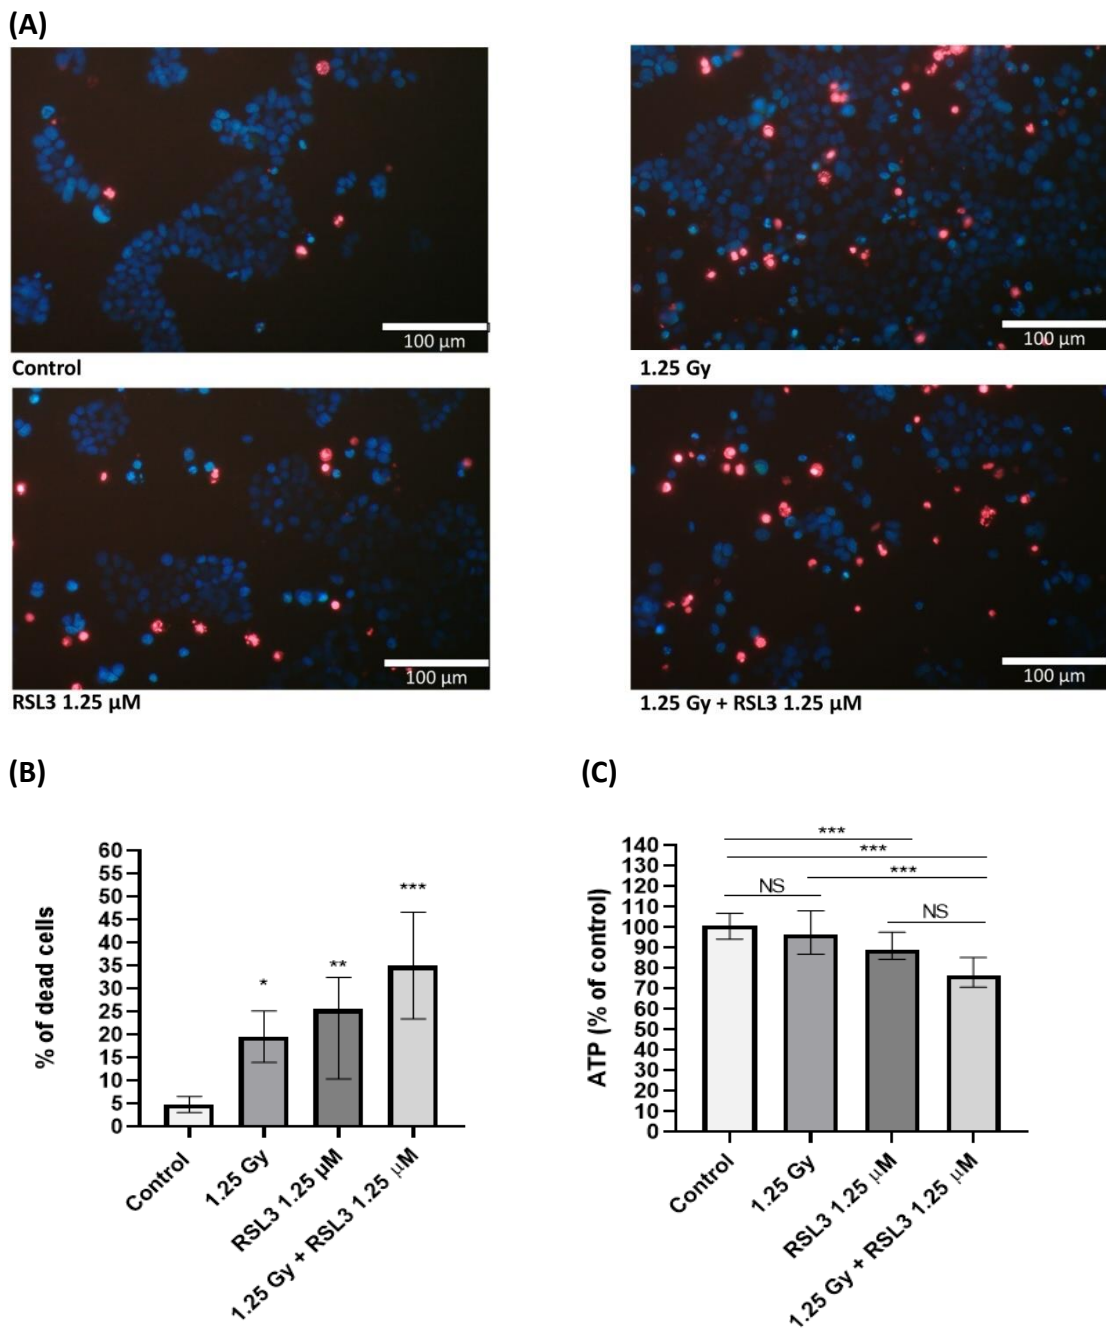 (A)
100 µm
100 µm
Control
1.25 Gy
100 µm
100 µm
RSL3 1.25 µM
1.25 Gy + RSL3 1.25 µM
(B)
(C)
% of dead cells
60
55
50
45
40
35
30
25
20
15
10
5
0
*
**
***
Control
1.25 Gy
RSL3 1.25 µM
1.25 Gy + RSL3 1.25 µM
ATP (% of control)
140
130
120
110
100
90
80
70
60
50
40
30
20
10
0
***
***
***
NS
NS
Control
1.25 Gy
RSL3 1.25 µM
1.25 Gy + RSL3 1.25 µM